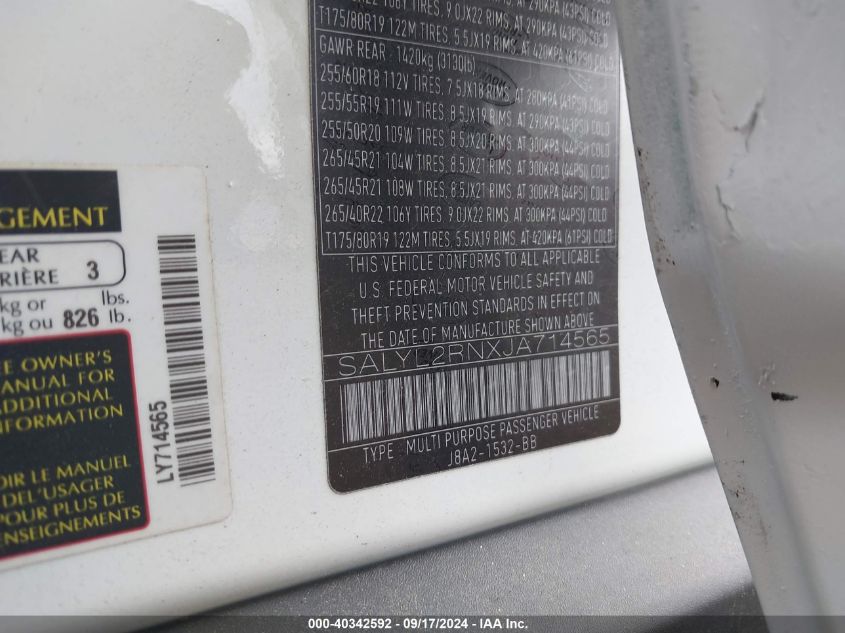 GEMENT
EAR
RIÈRE 3
kg or lbs.
kg ou 826 lb.
EE OWNER'S
MANUAL FOR
ADDITIONAL
INFORMATION
OIR LE MANUEL
DEL'USAGER
POUR PLUS DE
ENSEIGNEMENTS
LY714565
T175/80R19 122M TIRES, 5.5JX19 RIMS, AT 420KPA (61PSI) COLD
GAWR REAR : 1420kg (3130lb)
255/60R18 112V TIRES, 7.5JX18 RIMS, AT 280KPA (41PSI) COLD
255/55R19 111W TIRES, 8.5JX19 RIMS, AT 290KPA (43PSI) COLD
255/50R20 109W TIRES, 8.5JX20 RIMS, AT 300KPA (44PSI) COLD
265/45R21 104W TIRES, 8.5JX21 RIMS, AT 300KPA (44PSI) COLD
265/45R21 108W TIRES, 8.5JX21 RIMS, AT 300KPA (44PSI) COLD
265/40R22 106Y TIRES, 9.0JX22 RIMS, AT 300KPA (44PSI) COLD
T175/80R19 122M TIRES, 5.5JX19 RIMS, AT 420KPA (61PSI) COLD
THIS VEHICLE CONFORMS TO ALL APPLICABLE
U.S. FEDERAL MOTOR VEHICLE SAFETY AND
THEFT PREVENTION STANDARDS IN EFFECT ON
THE DATE OF MANUFACTURE SHOWN ABOVE
SALYL2RNXJA714565
TYPE : MULTI PURPOSE PASSENGER VEHICLE
J8A2-1532-BB
000-40342592 - 09/17/2024 - IAA Inc.